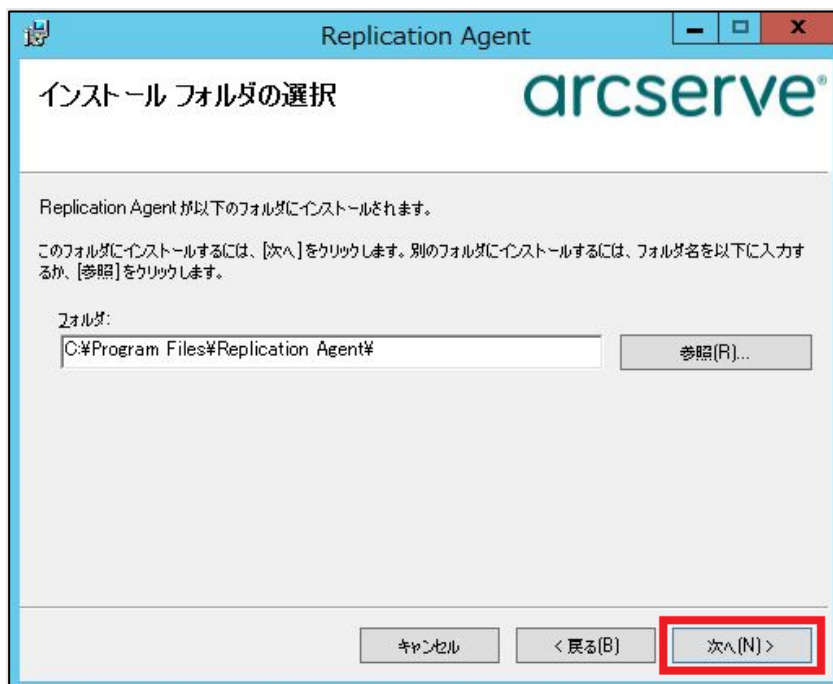 Replication Agent
インストール フォルダの選択
arcserve®
Replication Agent が以下のフォルダにインストールされます。
このフォルダにインストールするには、[次へ]をクリックします。別のフォルダにインストールするには、フォルダ名を以下に入力す
るか、[参照]をクリックします。
フォルダ:
C:¥Program Files¥Replication Agent¥
参照(R)...
キャンセル
< 戻る(B)
次へ(N) >